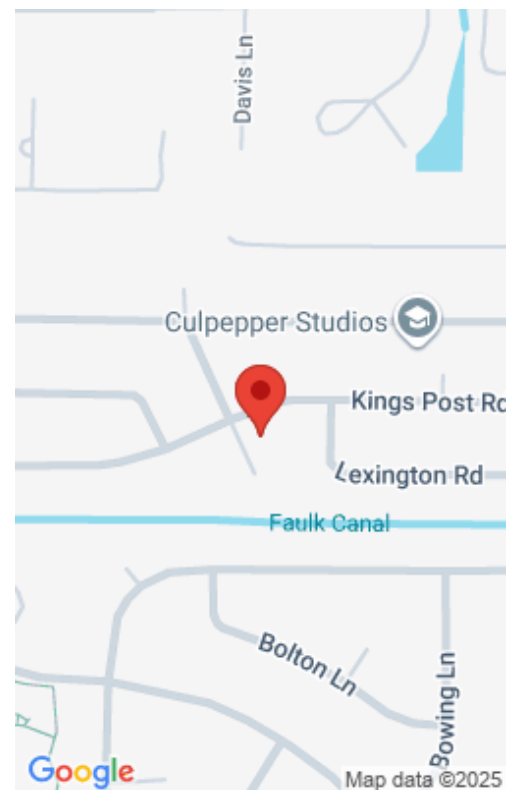 Davis Ln
Culpepper Studios
Kings Post Rd
Lexington Rd
Faulk Canal
Bolton Ln
Bowing Ln
Google
Map data ©2025